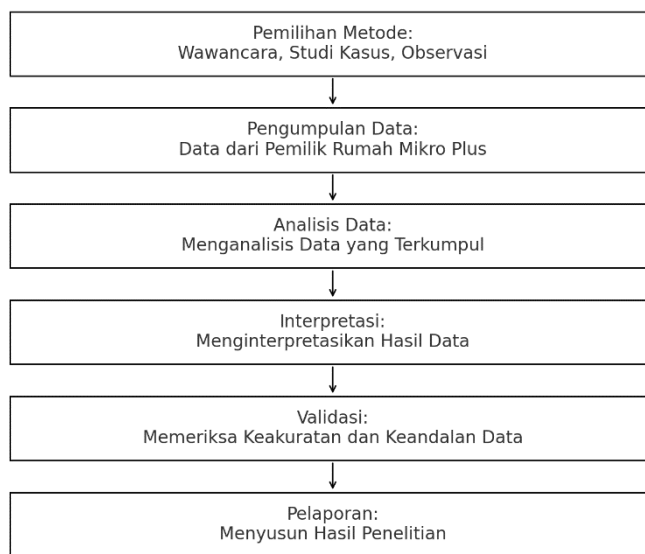 Pemilihan Metode:
Wawancara, Studi Kasus, Observasi
Pengumpulan Data:
Data dari Pemilik Rumah Mikro Plus
Analisis Data:
Menganalisis Data yang Terkumpul
Interpretasi:
Menginterpretasikan Hasil Data
Validasi:
Memeriksa Keakuratan dan Keandalan Data
Pelaporan:
Menyusun Hasil Penelitian